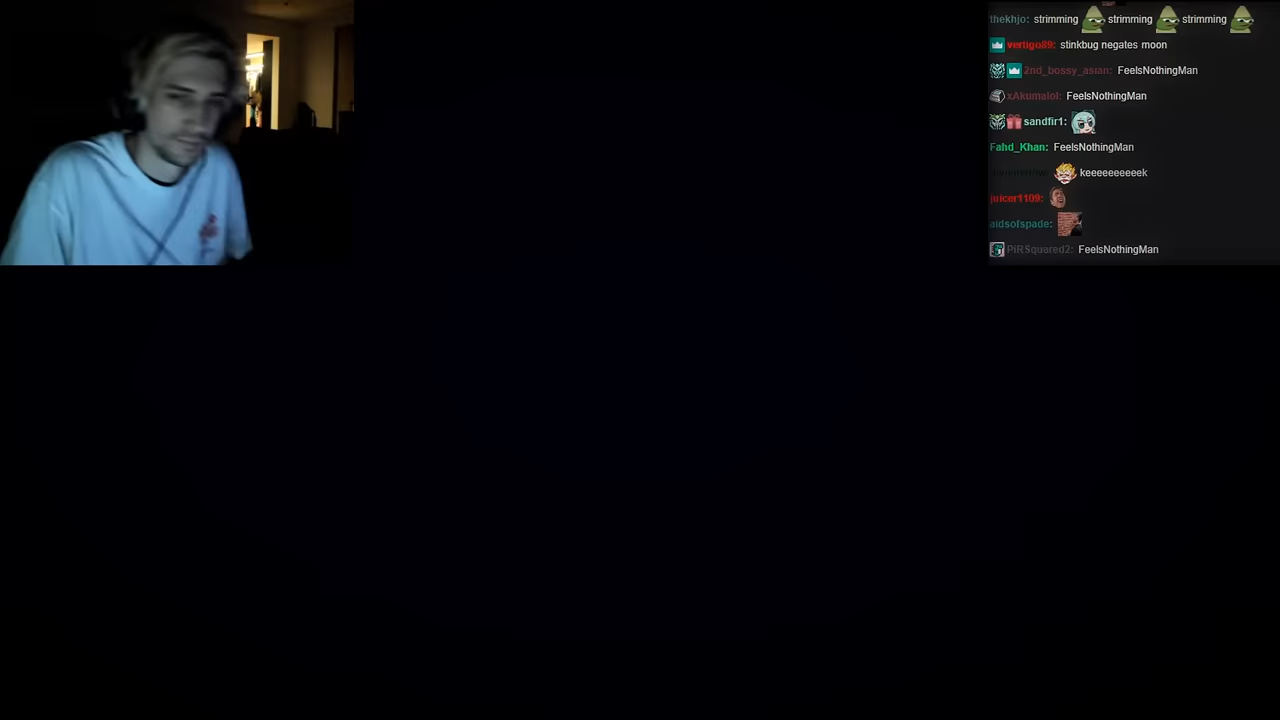 thekhjo: strimming strimming strimming
vertigo89: stinkbug negates moon
2nd_bossy_asian: FeelsNothingMan
xAkumalol: FeelsNothingMan
sandfir1:
Fahd_Khan: FeelsNothingMan
keeeeeeeeeek
juicer1109:
aidsofspade:
PiRSquared2: FeelsNothingMan